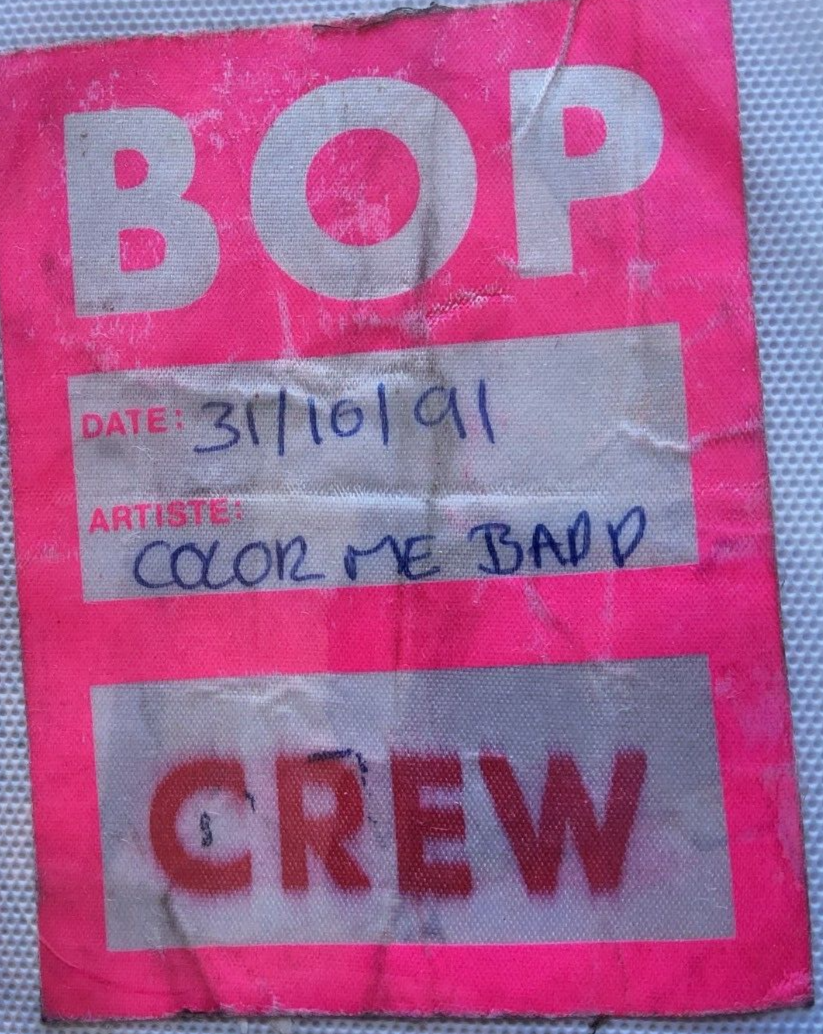 BOP
DATE: 31/10/91
ARTISTE:
COLOR ME BADD
CREW